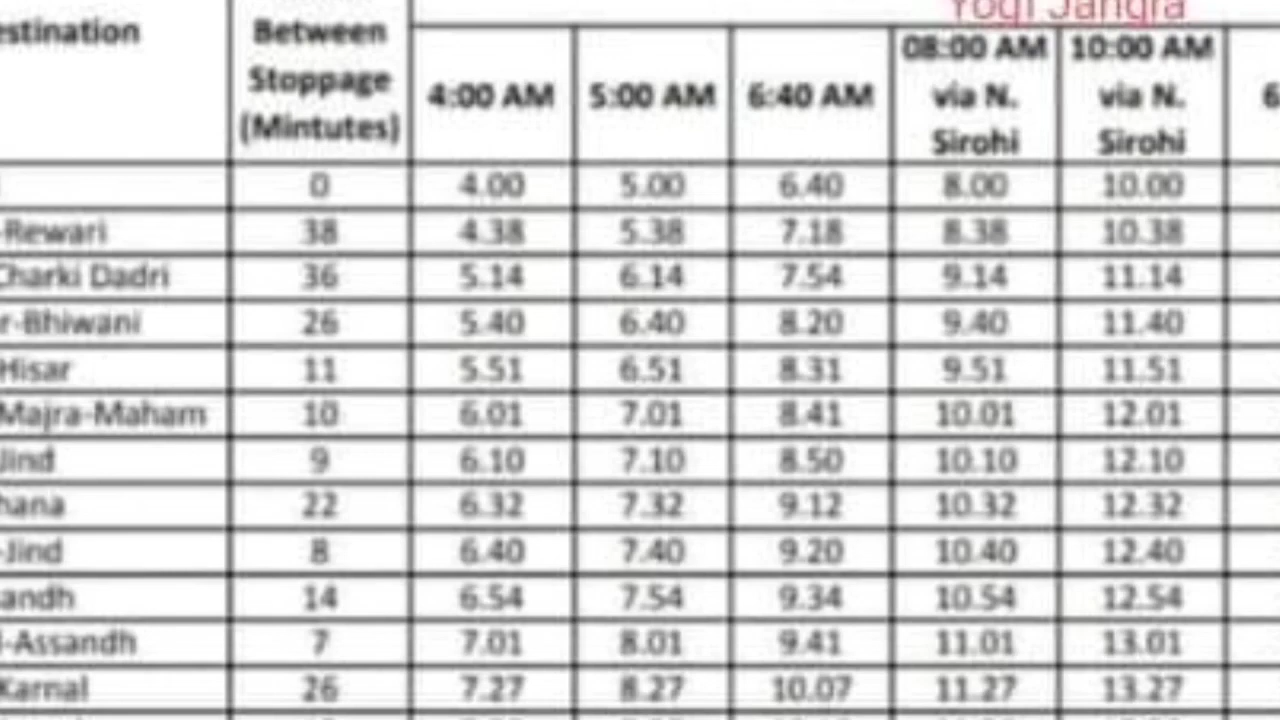 Yogi Jangra
estination Between Stoppage (Mintutes) 4:00 AM 5:00 AM 6:40 AM 08:00 AM via N. Sirohi 10:00 AM via N. Sirohi 6
0 4.00 5.00 6.40 8.00 10.00
-Rewari 38 4.38 5.38 7.18 8.38 10.38
Charki Dadri 36 5.14 6.14 7.54 9.14 11.14
r-Bhiwani 26 5.40 6.40 8.20 9.40 11.40
Hisar 11 5.51 6.51 8.31 9.51 11.51
Majra-Maham 10 6.01 7.01 8.41 10.01 12.01
Jind 9 6.10 7.10 8.50 10.10 12.10
hana 22 6.32 7.32 9.12 10.32 12.32
-Jind 8 6.40 7.40 9.20 10.40 12.40
andh 14 6.54 7.54 9.34 10.54 12.54
-Assandh 7 7.01 8.01 9.41 11.01 13.01
Karnal 26 7.27 8.27 10.07 11.27 13.27